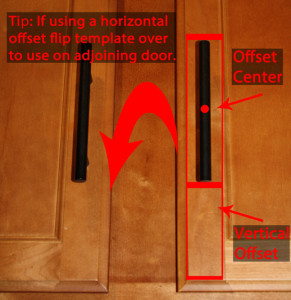 Tip: If using a horizontal
offset flip template over
to use on adjoining door.
Offset
Center
Vertical
Offset